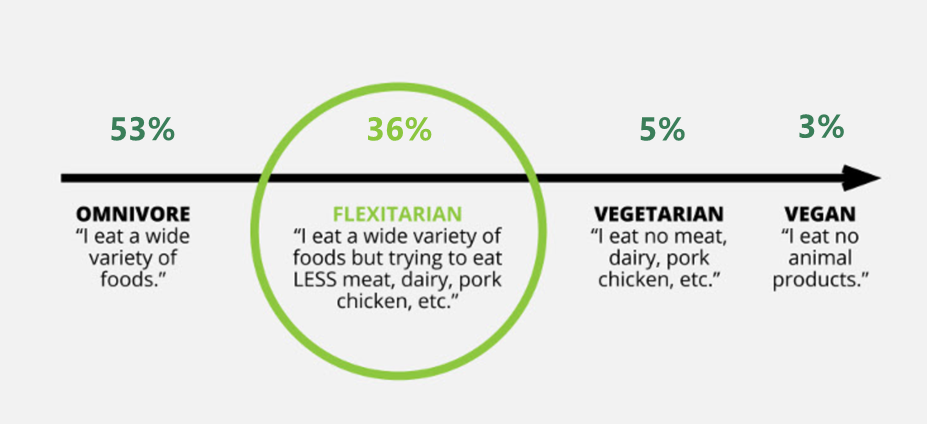 53%
36%
5%
3%
OMNIVORE
“I eat a wide
variety of
foods.”
FLEXITARIAN
“I eat a wide variety of
foods but trying to eat
LESS meat, dairy, pork
chicken, etc.”
VEGETARIAN
“I eat no meat,
dairy, pork
chicken, etc.”
VEGAN
“I eat no
animal
products.”